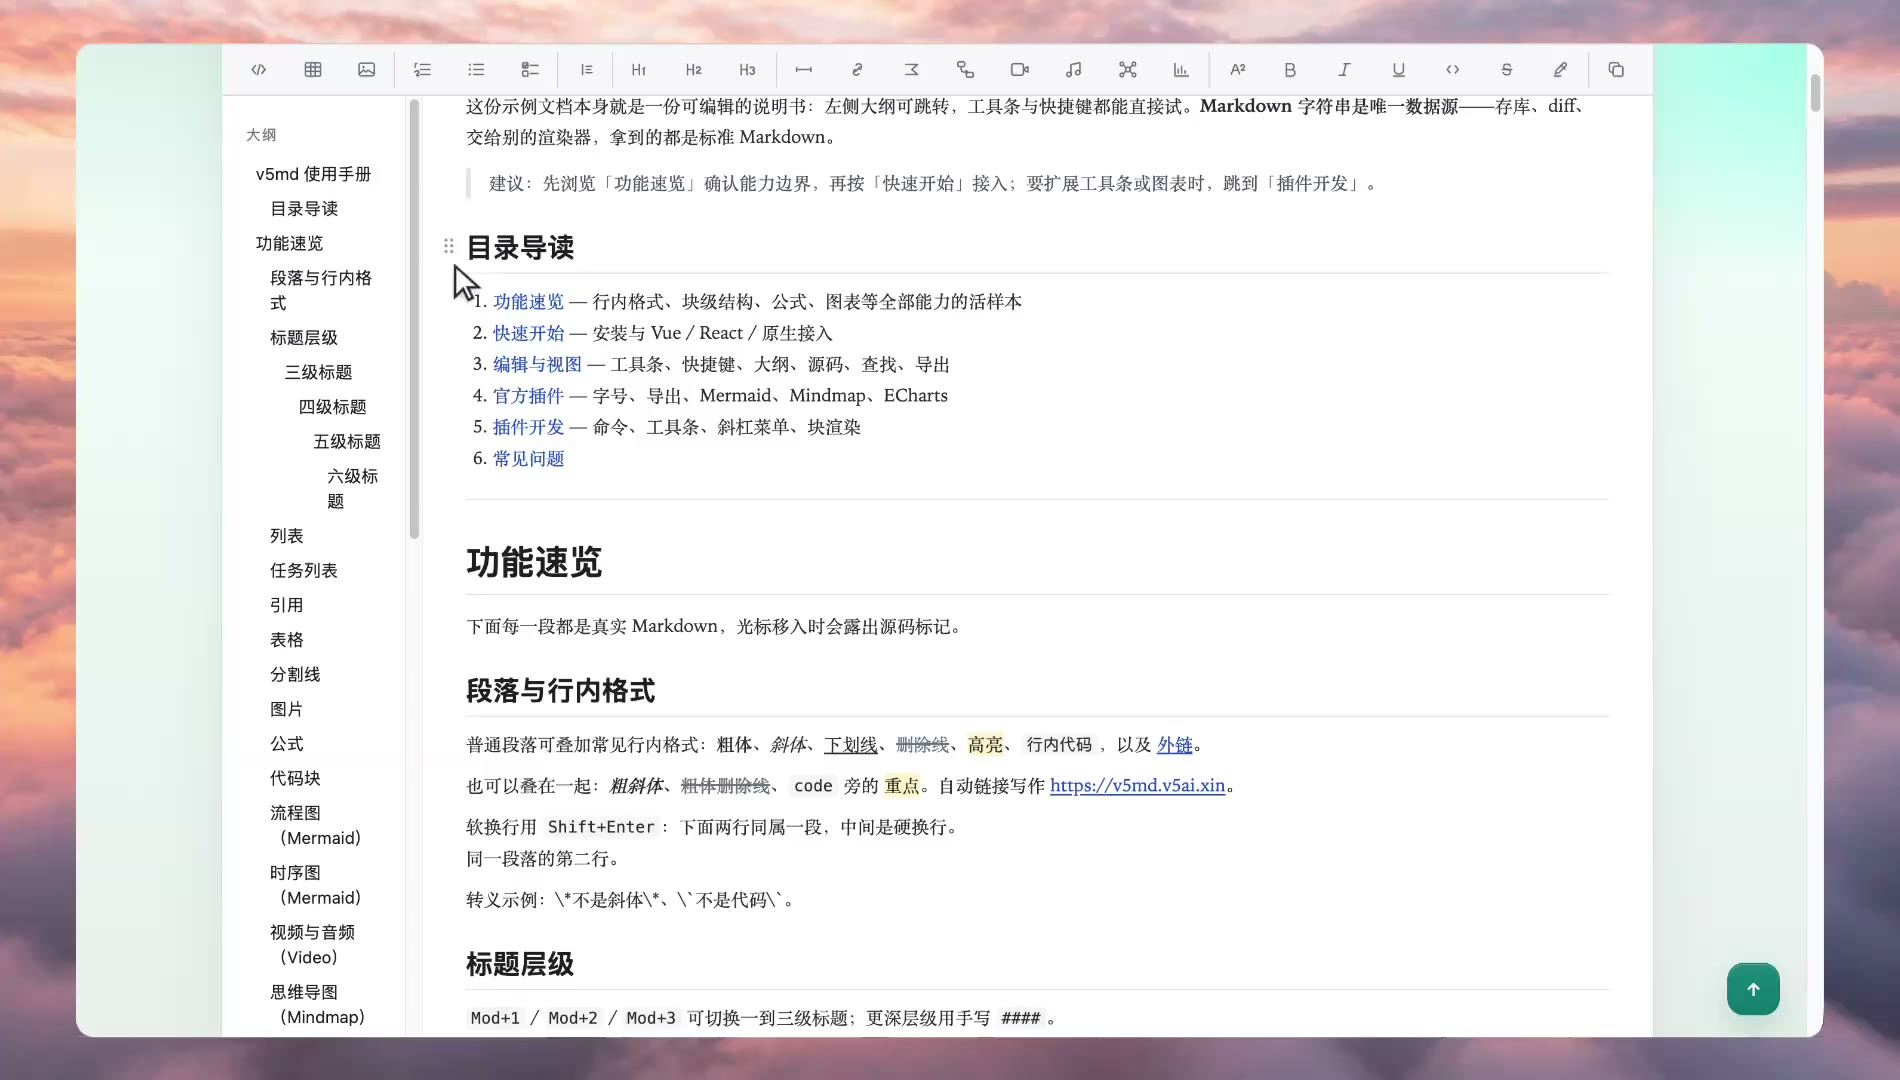 H1 H2 H3 A² B I U S
大纲
v5md 使用手册
目录导读
功能速览
段落与行内格
式
标题层级
三级标题
四级标题
五级标题
六级标
题
列表
任务列表
引用
表格
分割线
图片
公式
代码块
流程图
（Mermaid）
时序图
（Mermaid）
视频与音频
（Video）
思维导图
（Mindmap）
这份示例文档本身就是一份可编辑的说明书：左侧大纲可跳转，工具条与快捷键都能直接试。Markdown 字符串是唯一数据源——存库、diff、
交给别的渲染器，拿到的都是标准 Markdown。
建议：先浏览「功能速览」确认能力边界，再按「快速开始」接入；要扩展工具条或图表时，跳到「插件开发」。
目录导读
1. 功能速览 — 行内格式、块级结构、公式、图表等全部能力的活样本
2. 快速开始 — 安装与 Vue / React / 原生接入
3. 编辑与视图 — 工具条、快捷键、大纲、源码、查找、导出
4. 官方插件 — 字号、导出、Mermaid、Mindmap、ECharts
5. 插件开发 — 命令、工具条、斜杠菜单、块渲染
6. 常见问题
功能速览
下面每一段都是真实 Markdown，光标移入时会露出源码标记。
段落与行内格式
普通段落可叠加常见行内格式：粗体、斜体、下划线、删除线、高亮、 行内代码 ，以及 外链。
也可以叠在一起：粗斜体、粗体删除线、 code 旁的 重点。自动链接写作 https://v5md.v5ai.xin。
软换行用 Shift+Enter ：下面两行同属一段，中间是硬换行。
同一段落的第二行。
转义示例：\*不是斜体\*、\`不是代码\`。
标题层级
Mod+1 / Mod+2 / Mod+3 可切换一到三级标题；更深层级用手写 #### 。